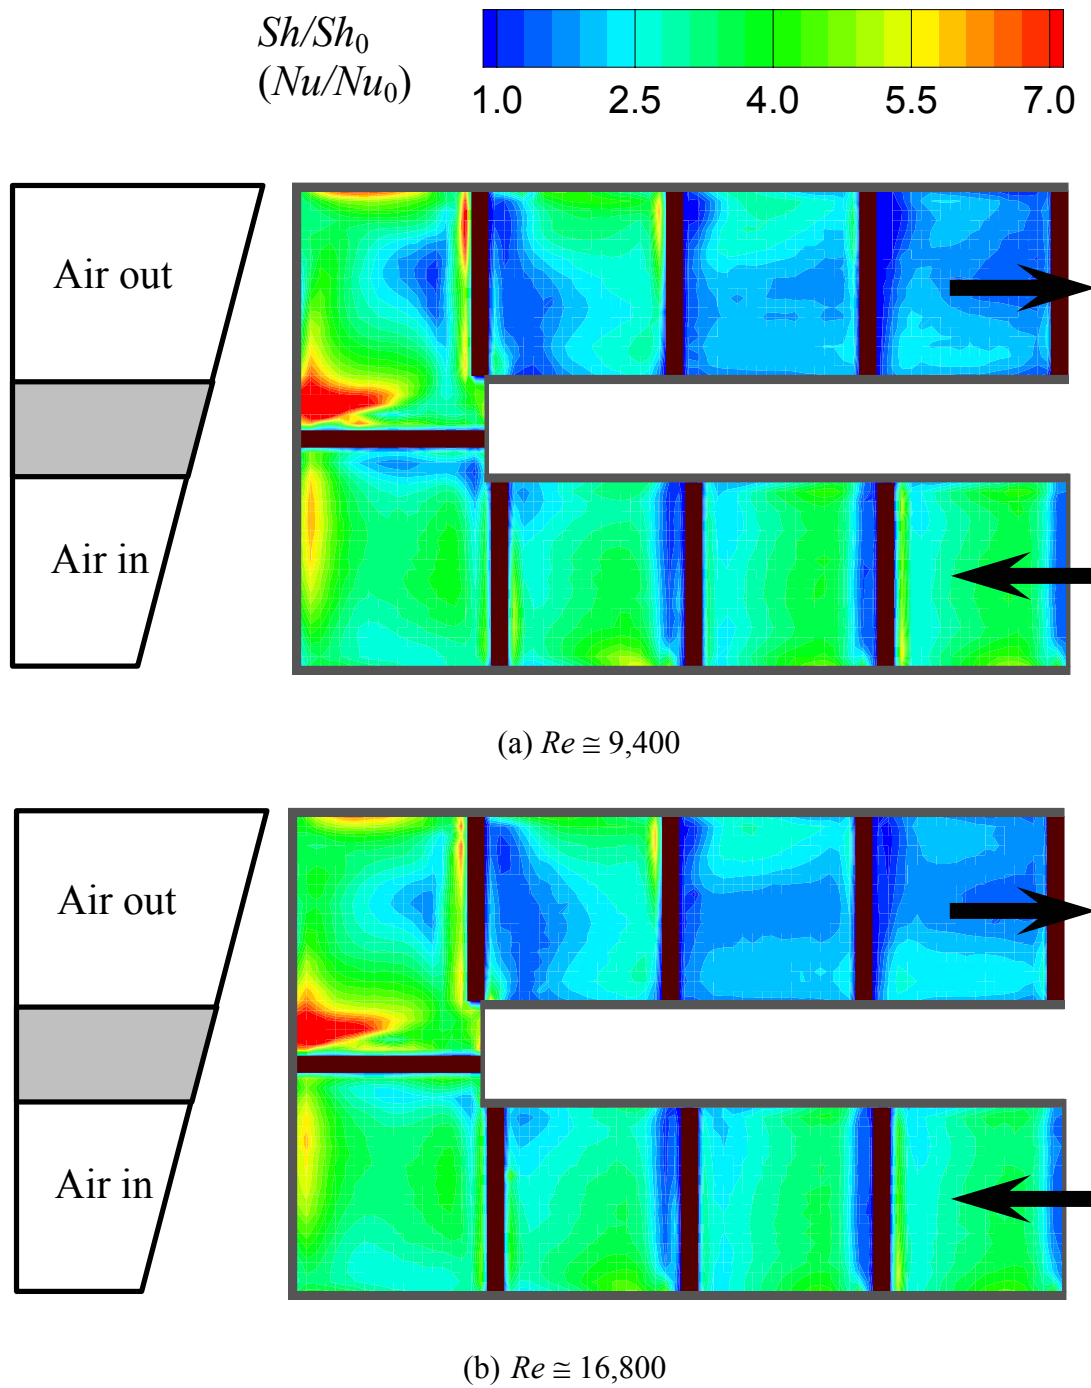 Sh/Sh₀
(Nu/Nu₀)
1.0 2.5 4.0 5.5 7.0
Air out
Air in
(a) Re ≅ 9,400
Air out
Air in
(b) Re ≅ 16,800